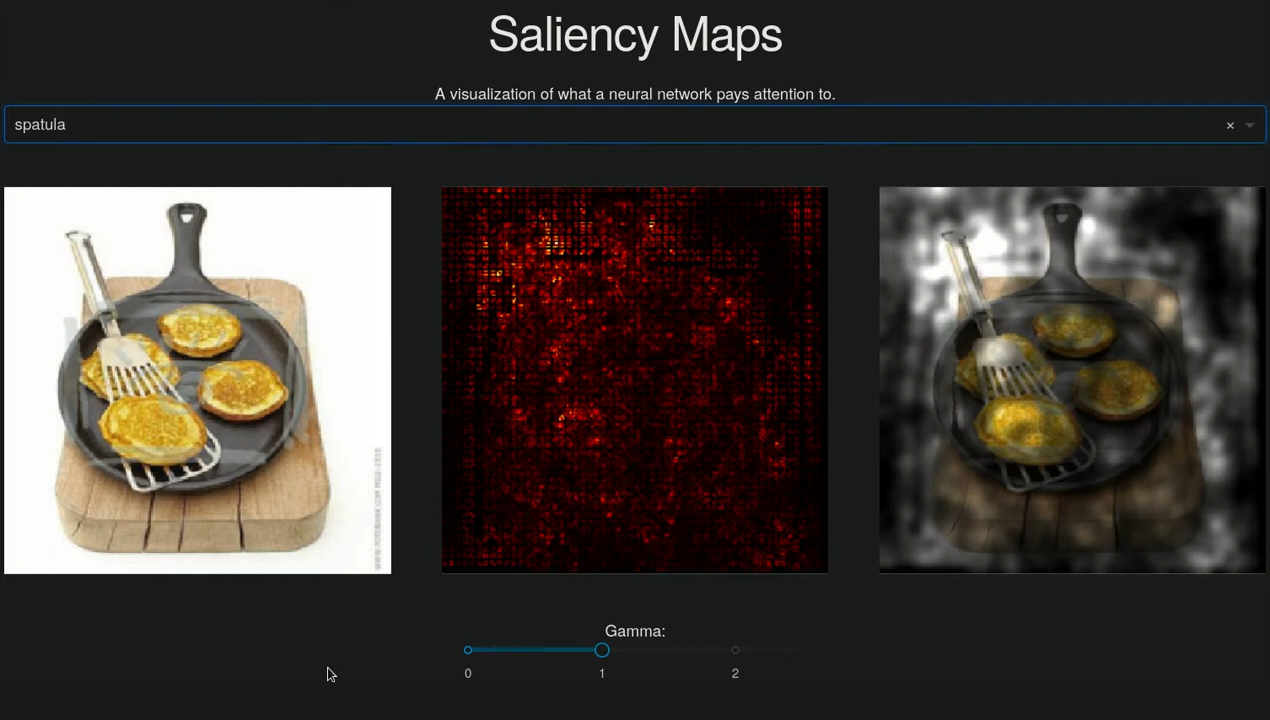 Saliency Maps
A visualization of what a neural network pays attention to.
spatula
Gamma:
0 1 2